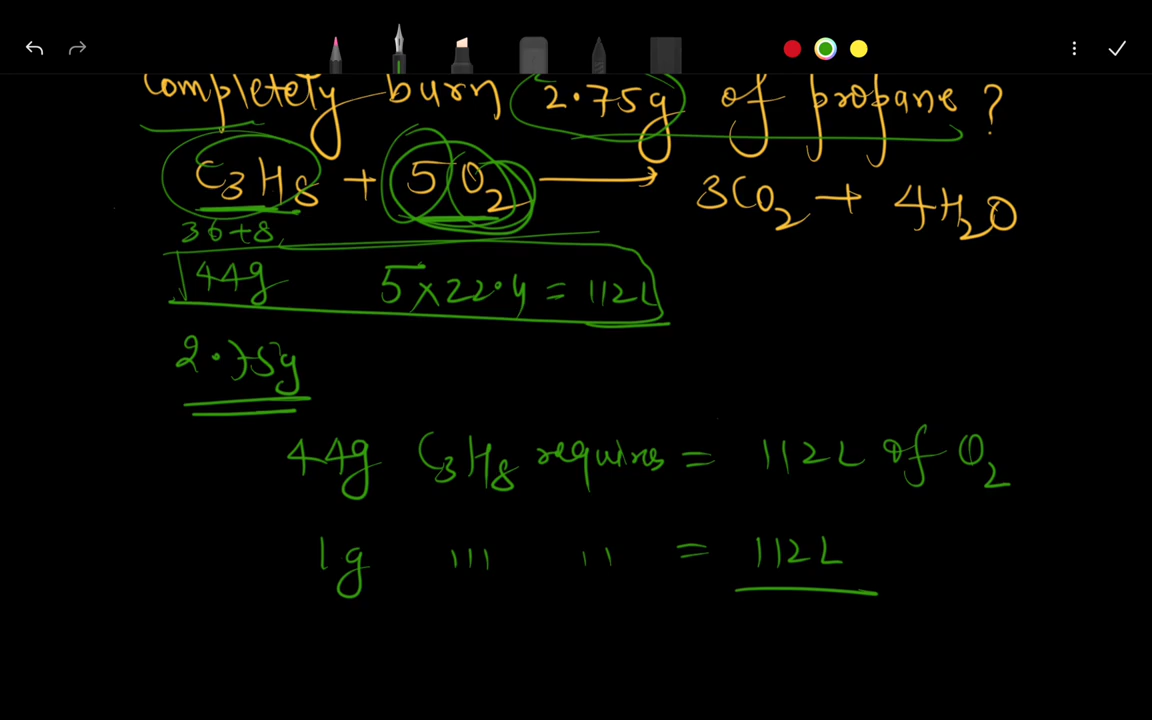 completely burn 2.75g of propane ?
C3H8 + 5O2 → 3CO2 + 4H2O
36+8
44g 5×22.4 = 112L
2.75g
44g C3H8 requires = 112L of O2
1g ''' '' = 112L